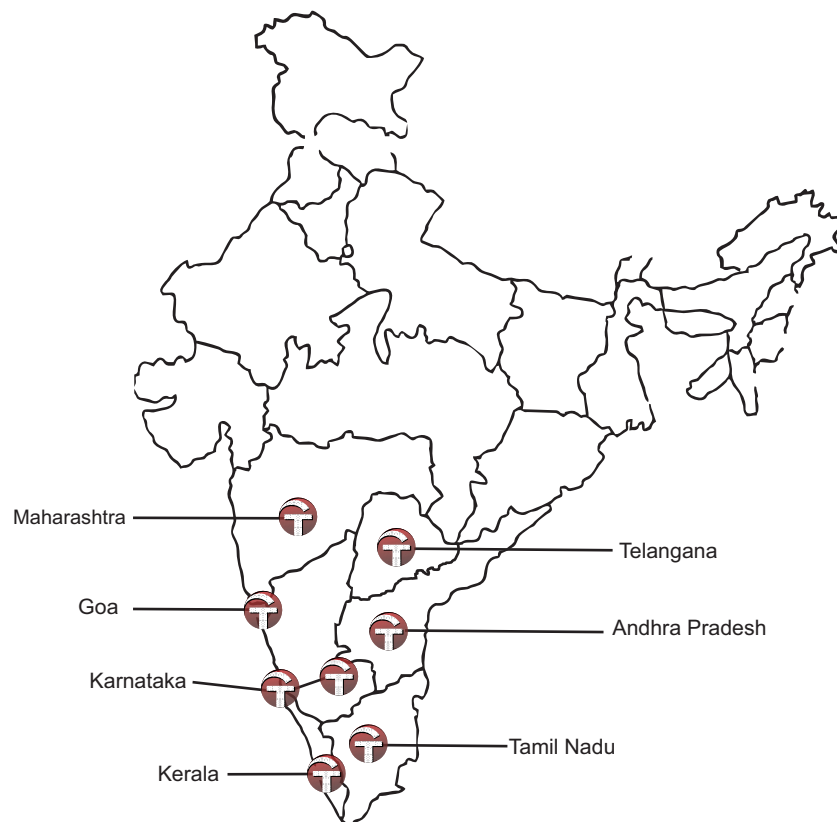 Maharashtra
Telangana
Goa
Andhra Pradesh
Karnataka
Tamil Nadu
Kerala